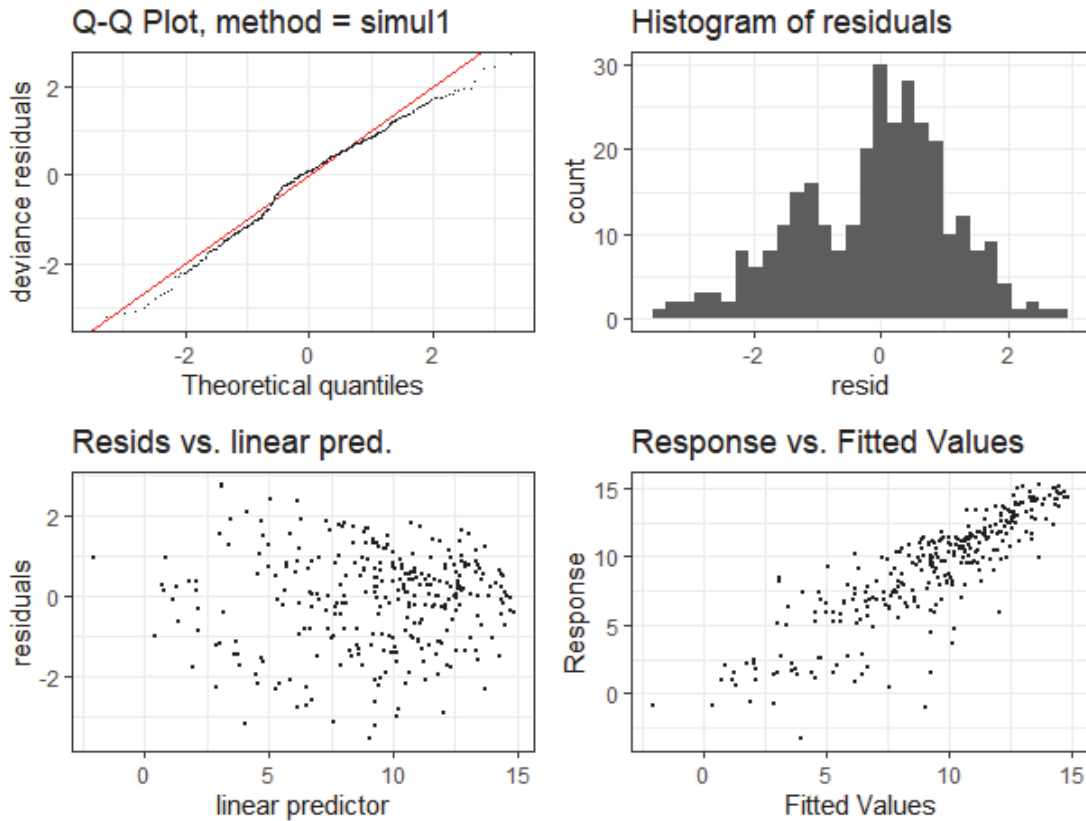 Q-Q Plot, method = simul1
deviance residuals
2
0
-2
-2 0 2
Theoretical quantiles
Histogram of residuals
count
30
20
10
0
-2 0 2
resid
Resids vs. linear pred.
residuals
2
0
-2
0 5 10 15
linear predictor
Response vs. Fitted Values
Response
15
10
5
0
0 5 10 15
Fitted Values